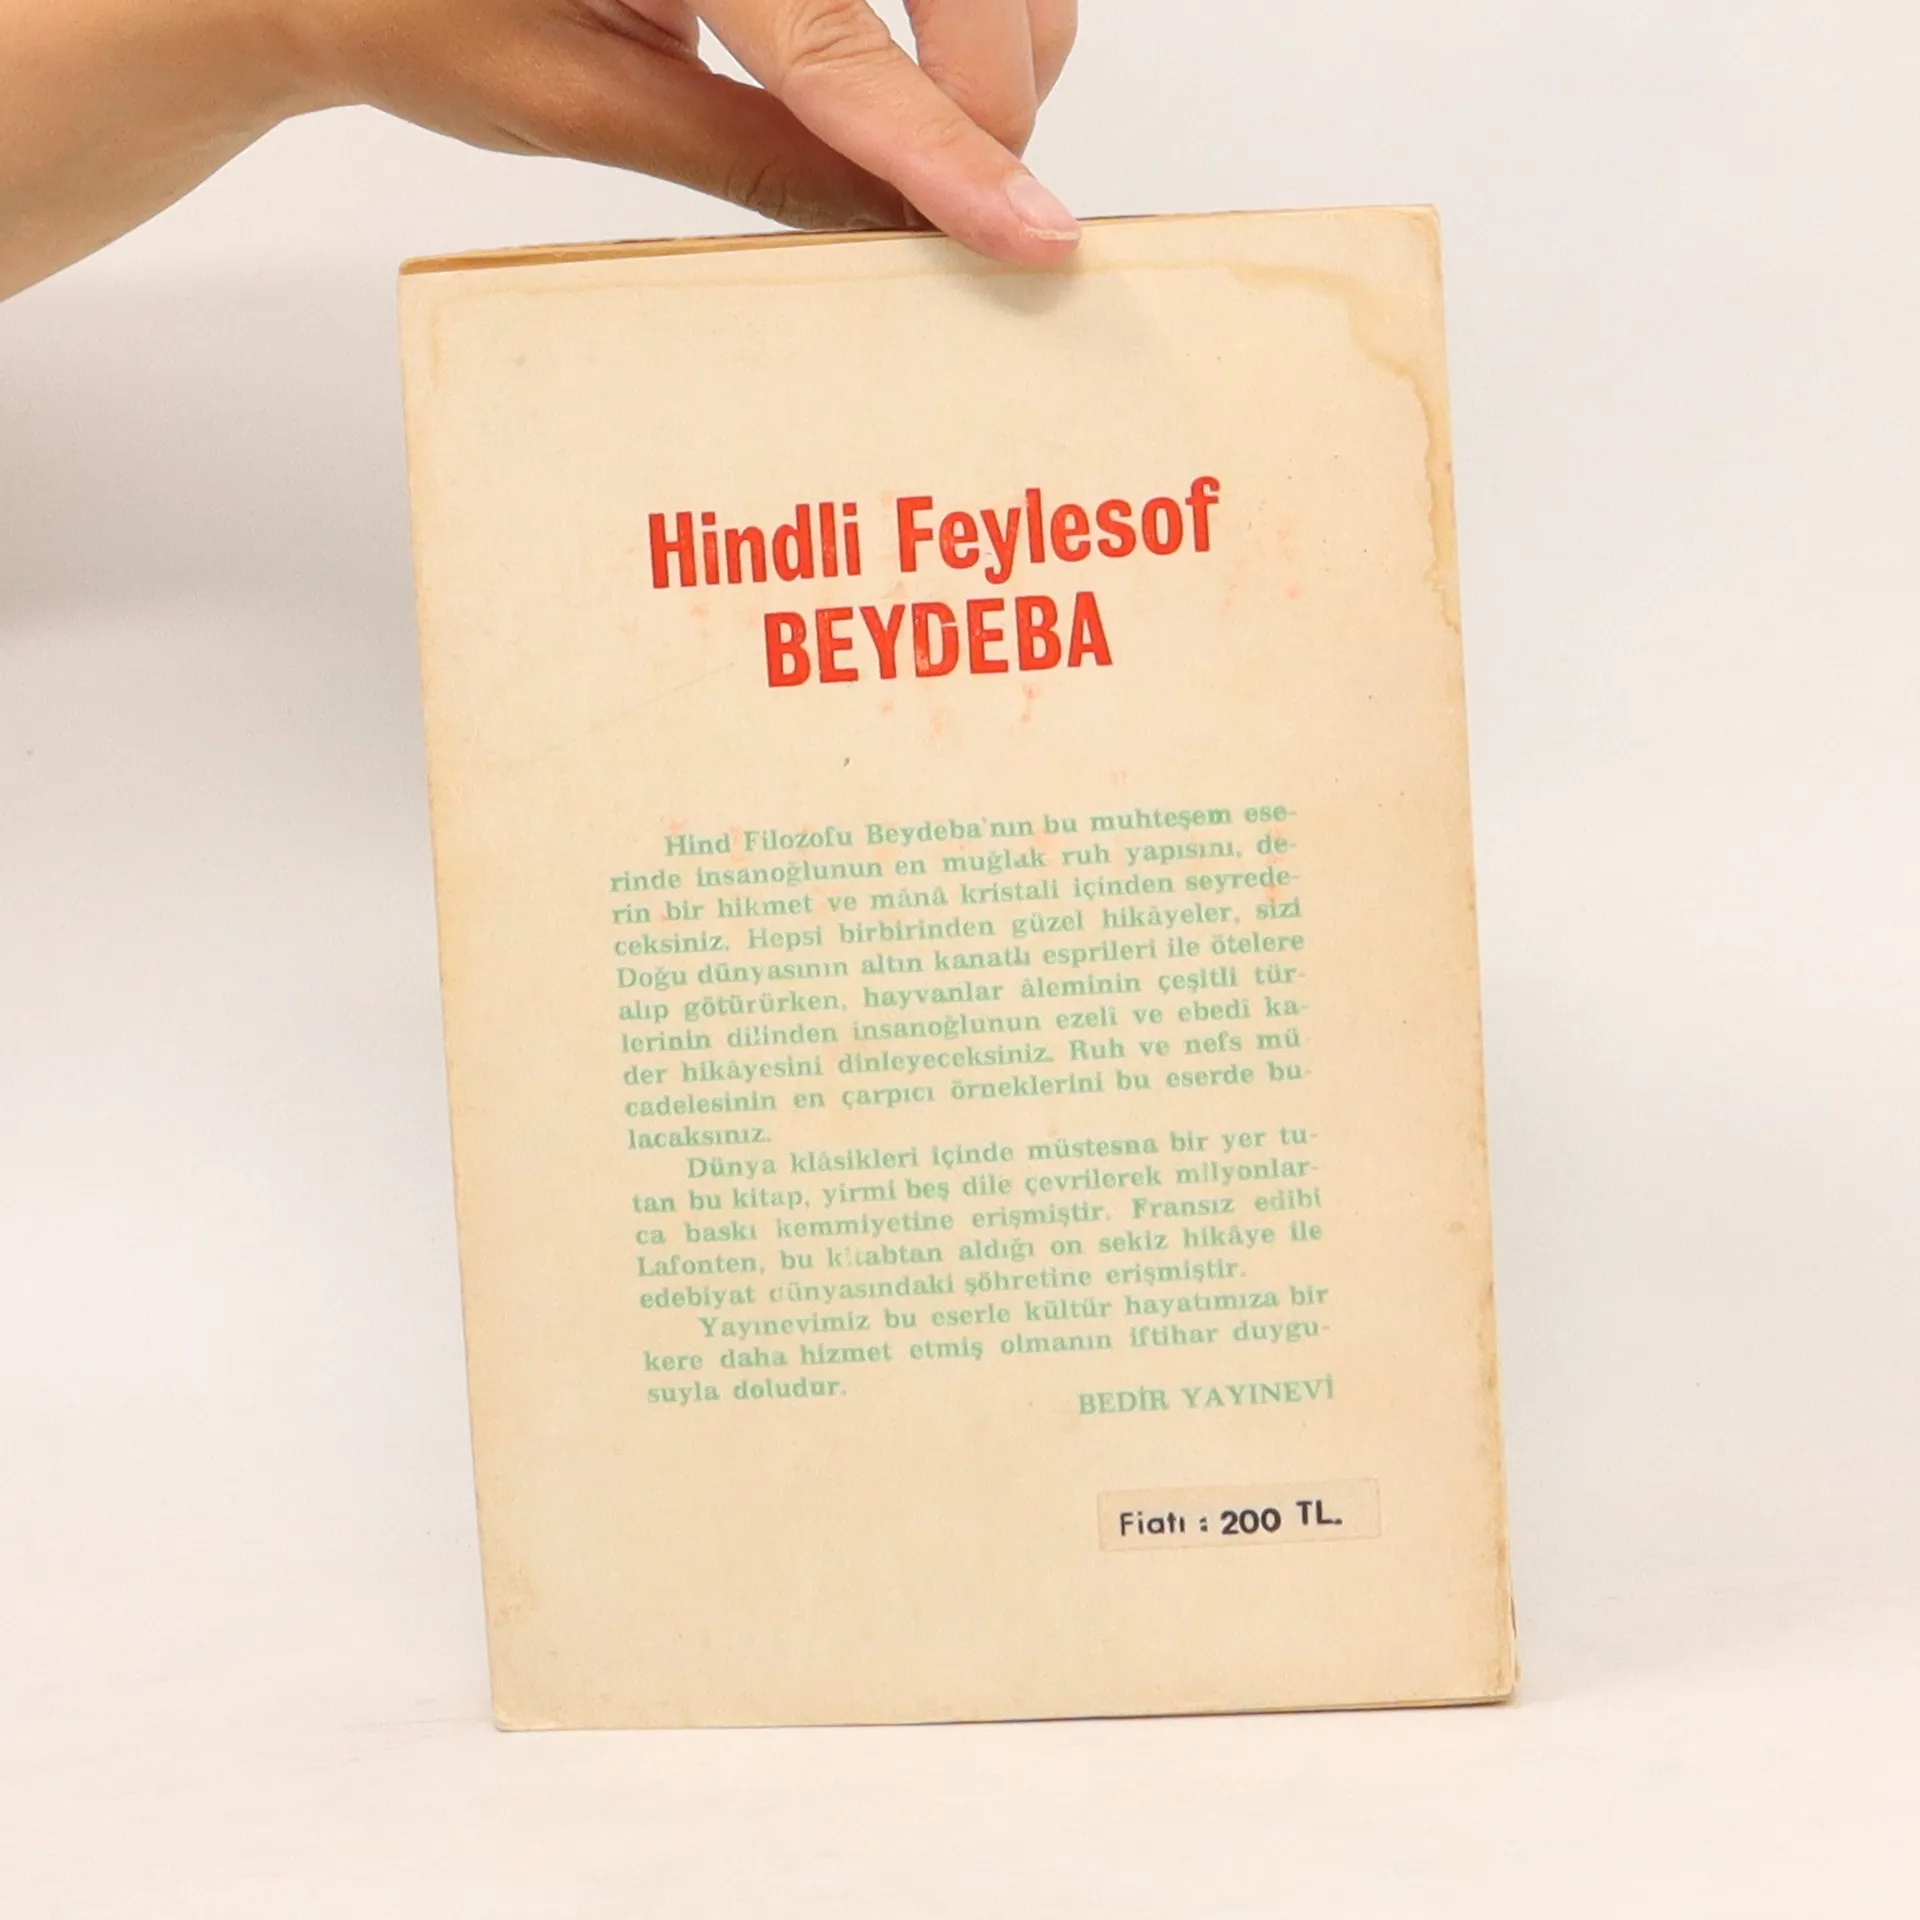 Hindli Feylesof
BEYDEBA
Hind Filozofu Beydeba'nın bu muhteşem ese-
rinde insanoğlunun en muğlak ruh yapısını, de-
rin bir hikmet ve mânâ kristali içinden seyrede-
ceksiniz. Hepsi birbirinden güzel hikâyeler, sizi
Doğu dünyasının altın kanatlı esprileri ile ötelere
alıp götürürken, hayvanlar âleminin çeşitli tür-
lerinin dilinden insanoğlunun ezelî ve ebedî ka-
der hikâyesini dinleyeceksiniz. Ruh ve nefs mü
cadelesinin en çarpıcı örneklerini bu eserde bu-
lacaksınız.
Dünya klâsikleri içinde müstesna bir yer tu-
tan bu kitap, yirmi beş dile çevrilerek milyonlar-
ca baskı kemmiyetine erişmiştir. Fransız edibi
Lafonten, bu kitabtan aldığı on sekiz hikâye ile
edebiyat dünyasındaki şöhretine erişmiştir.
Yayınevimiz bu eserle kültür hayatımıza bir
kere daha hizmet etmiş olmanın iftihar duygu-
suyla doludur.
BEDİR YAYINEVİ
Fiatı : 200 TL.